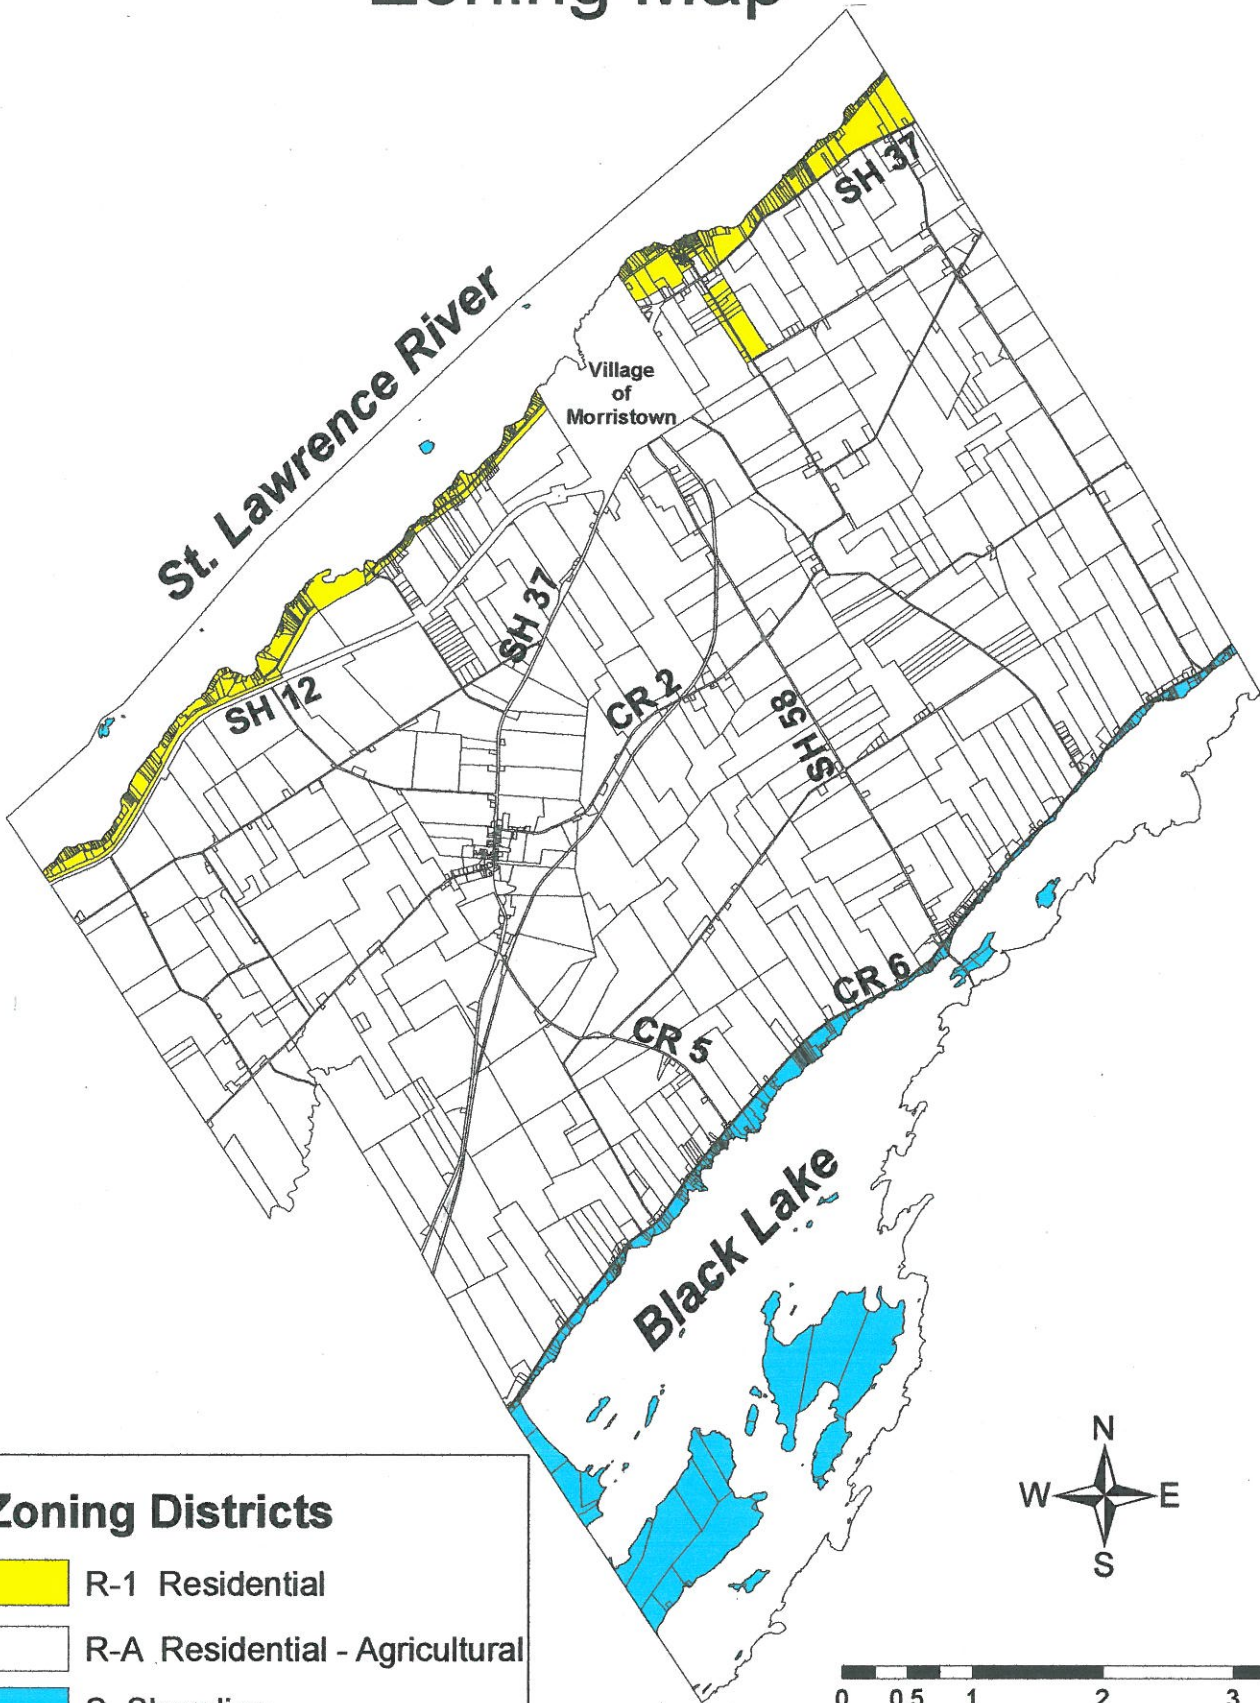 Zoning Map
SH 37
St. Lawrence River
Village
of
Morristown
SH 37
SH 12
CR 2
SH 58
CR 6
CR 5
Black Lake
N
W E
S
Zoning Districts
R-1 Residential
R-A Residential - Agricultural
S Shoreline
0 0.5 1 2 3